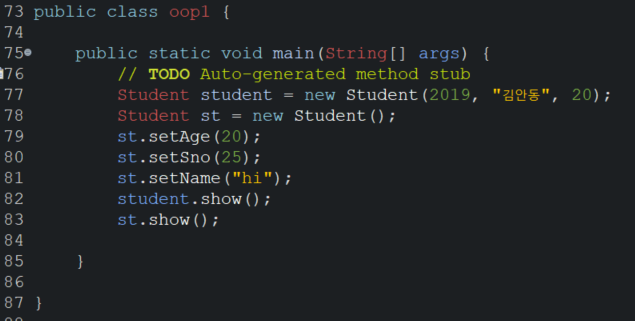 73 public class oop1 {
74
75 public static void main(String[] args) {
76 // TODO Auto-generated method stub
77 Student student = new Student(2019, "김안동", 20);
78 Student st = new Student();
79 st.setAge(20);
80 st.setSno(25);
81 st.setName("hi");
82 student.show();
83 st.show();
84
85 }
86
87 }